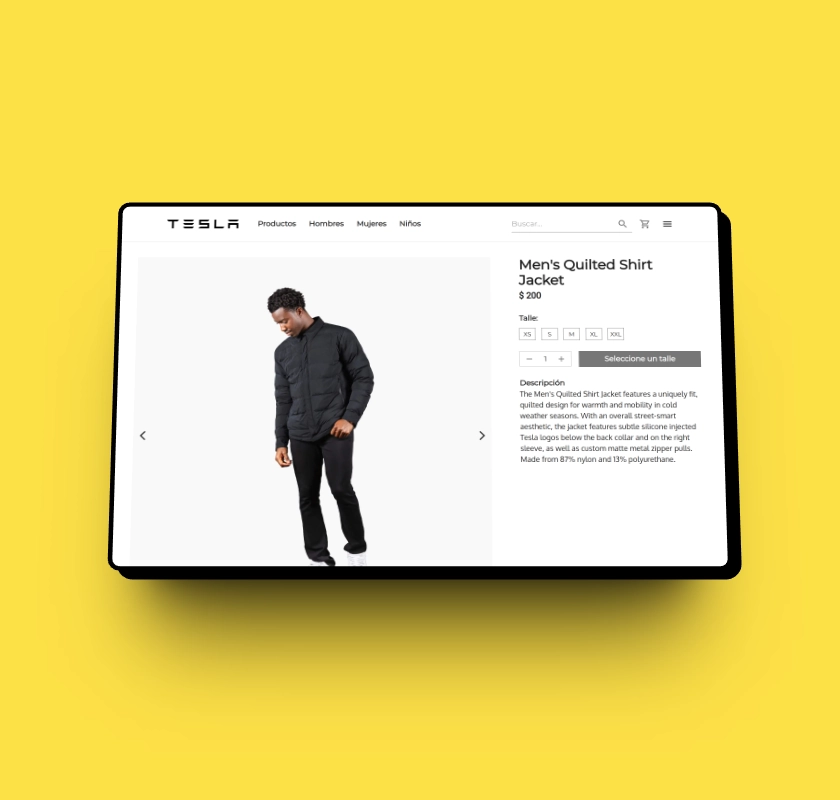 TESLA Productos Hombres Mujeres Niños Buscar...
Men's Quilted Shirt
Jacket
$ 200
Talle:
XS S M XL XXL
− 1 + Seleccione un talle
Descripción
The Men's Quilted Shirt Jacket features a uniquely fit,
quilted design for warmth and mobility in cold
weather seasons. With an overall street-smart
aesthetic, the jacket features subtle silicone injected
Tesla logos below the back collar and on the right
sleeve, as well as custom matte metal zipper pulls.
Made from 87% nylon and 13% polyurethane.